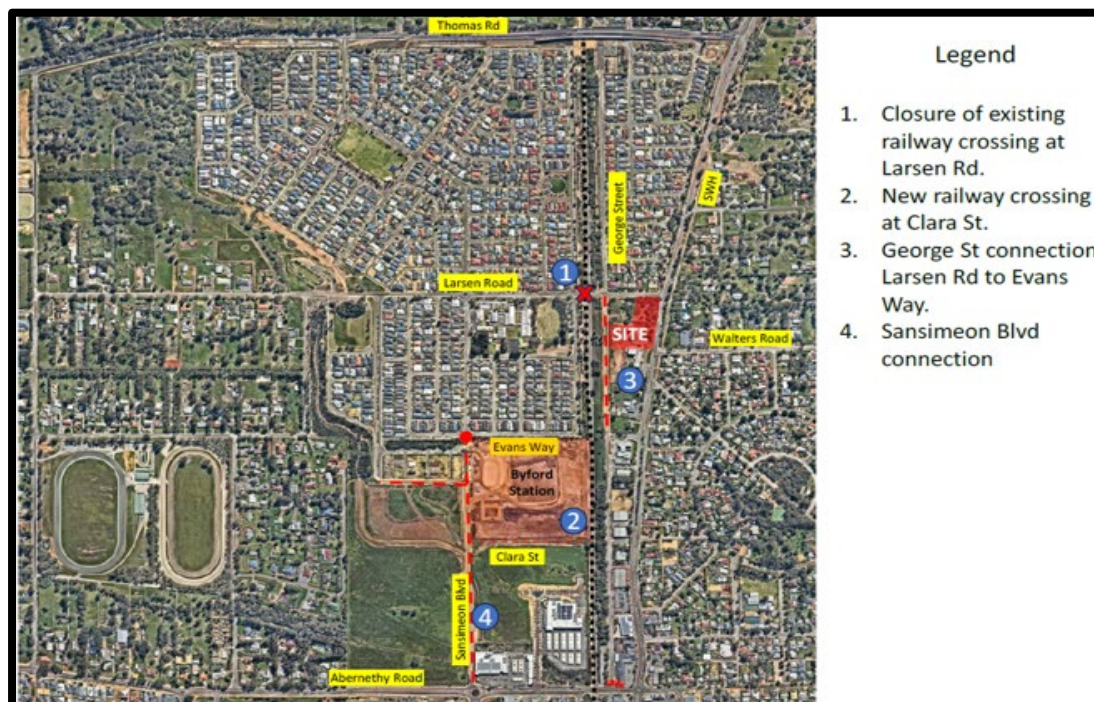 Thomas Rd
SWH
George Street
1
Larsen Road
SITE
Walters Road
3
Evans Way
Byford
Station
2
Clara St
Sansimeon Blvd
4
Abernethy Road
Legend
1. Closure of existing
railway crossing at
Larsen Rd.
2. New railway crossing
at Clara St.
3. George St connection
Larsen Rd to Evans
Way.
4. Sansimeon Blvd
connection